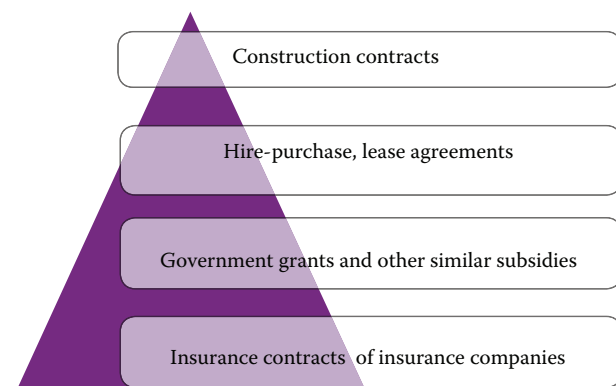 Construction contracts
Hire-purchase, lease agreements
Government grants and other similar subsidies
Insurance contracts of insurance companies